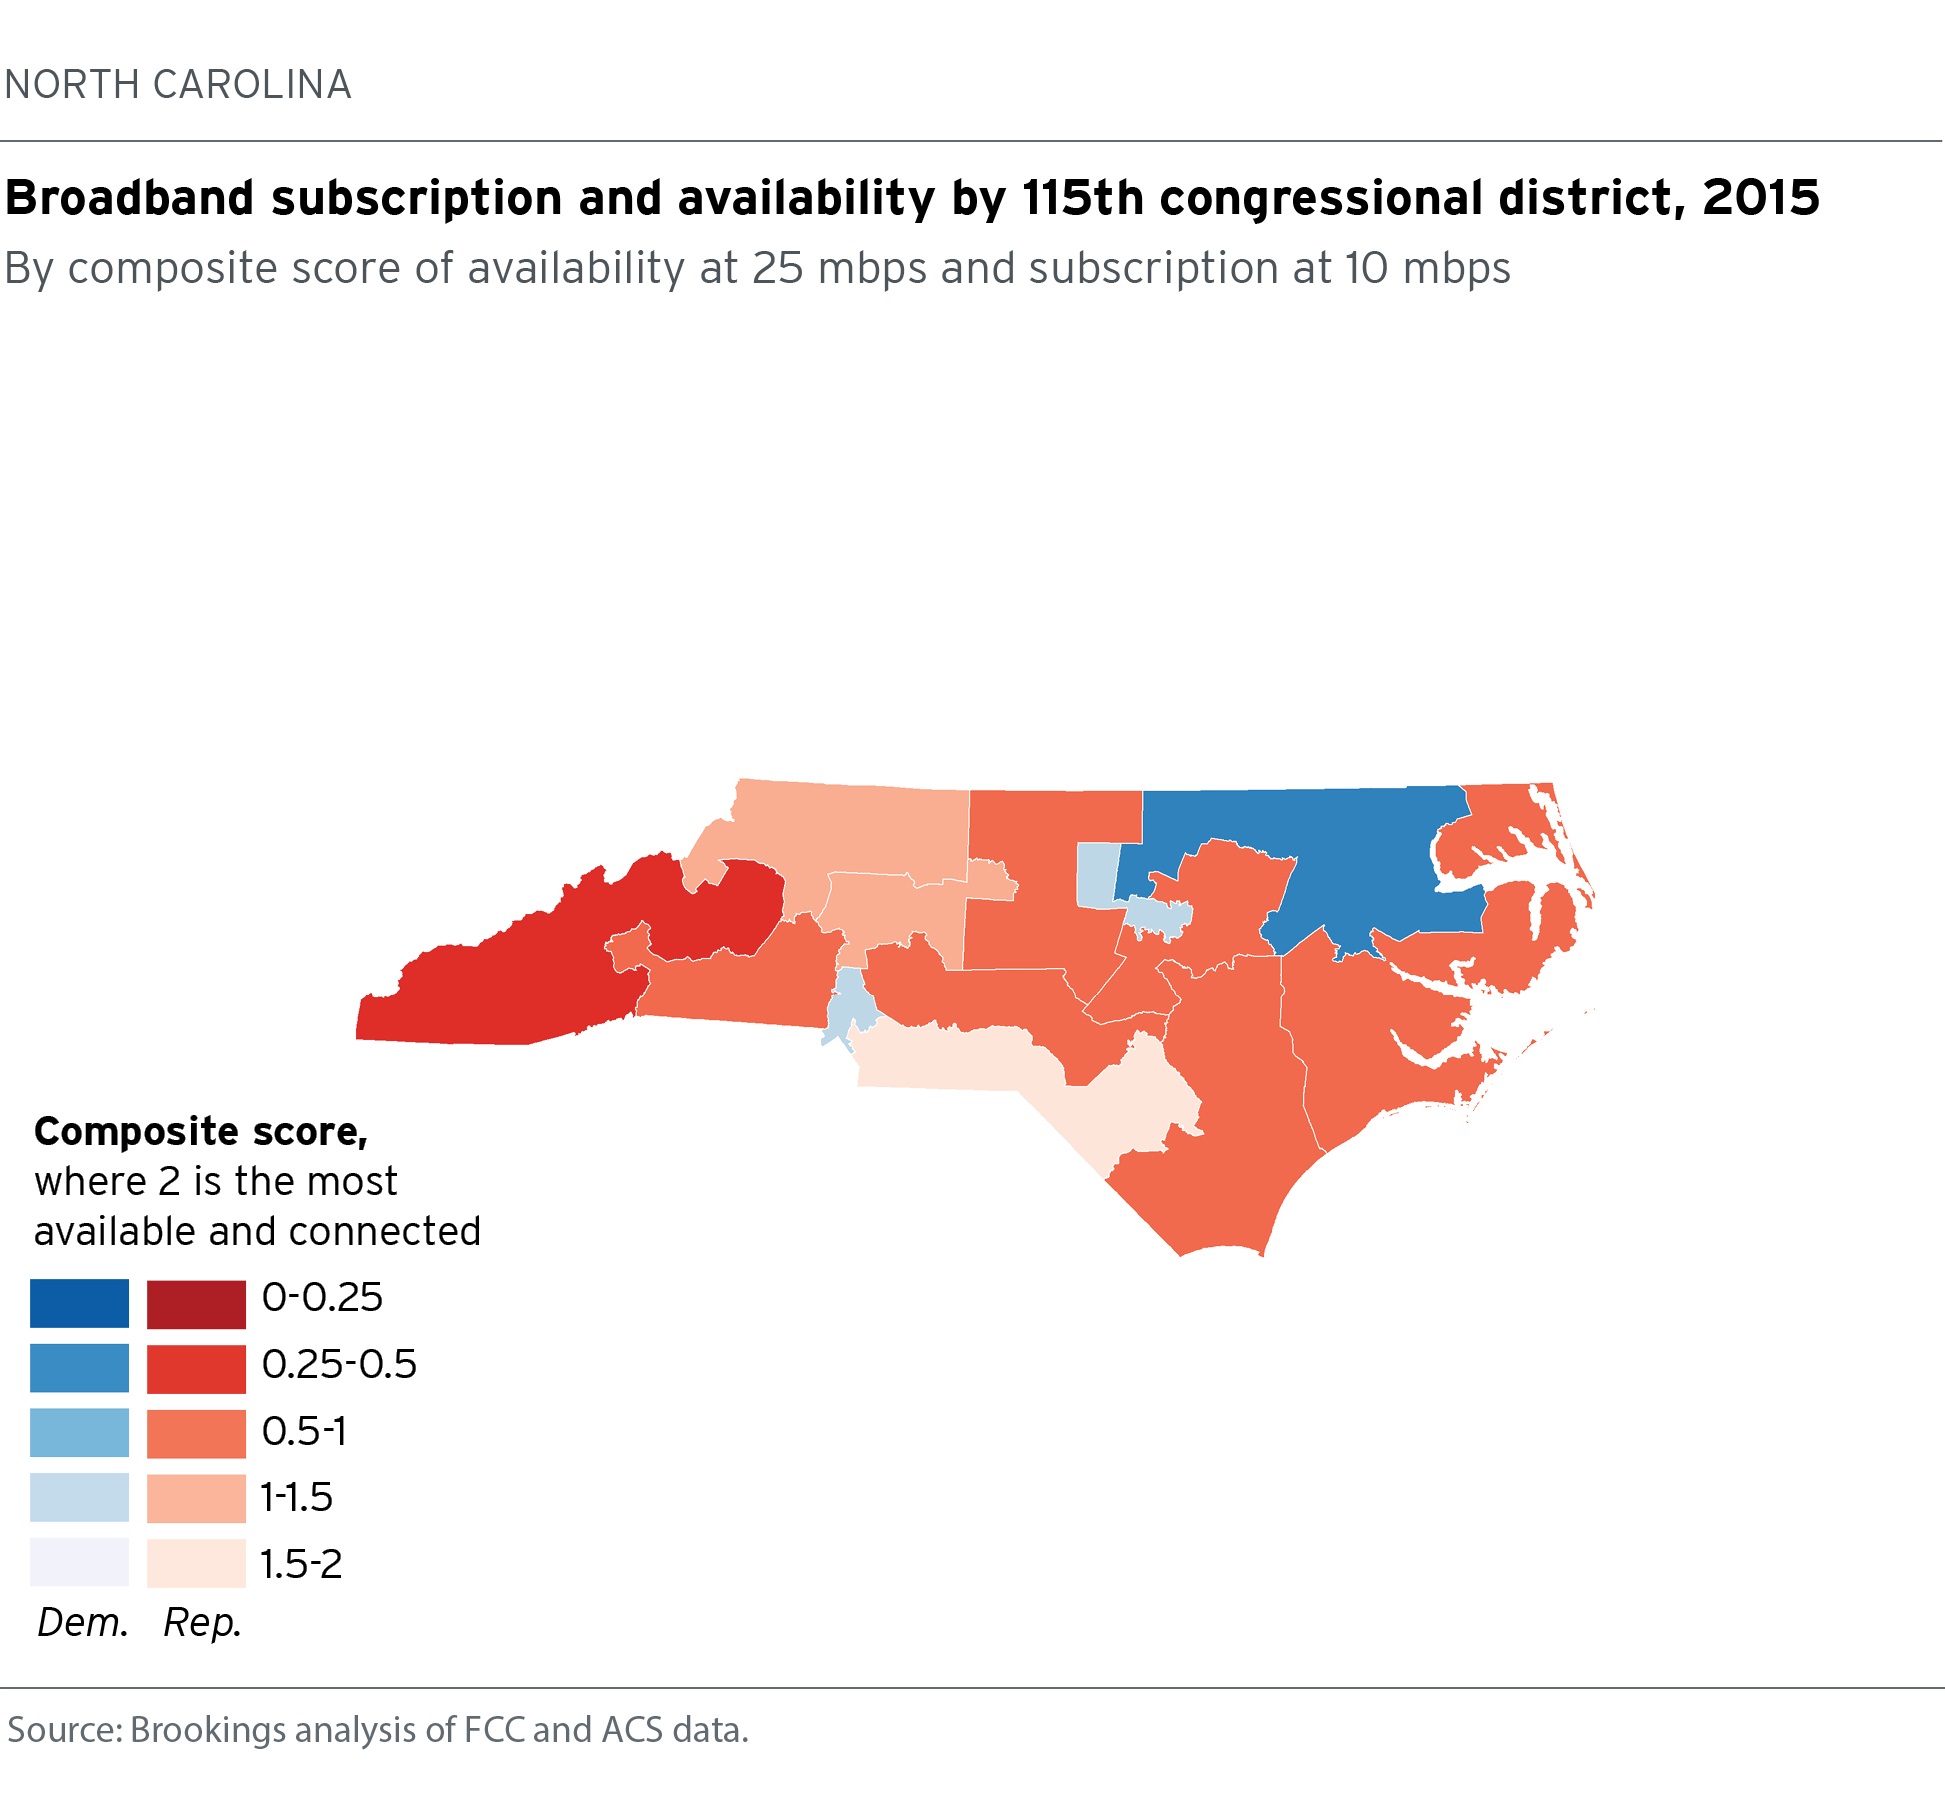 NORTH CAROLINA
Broadband subscription and availability by 115th congressional district, 2015
By composite score of availability at 25 mbps and subscription at 10 mbps
Composite score,
where 2 is the most
available and connected
0-0.25
0.25-0.5
0.5-1
1-1.5
1.5-2
Dem. Rep.
Source: Brookings analysis of FCC and ACS data.